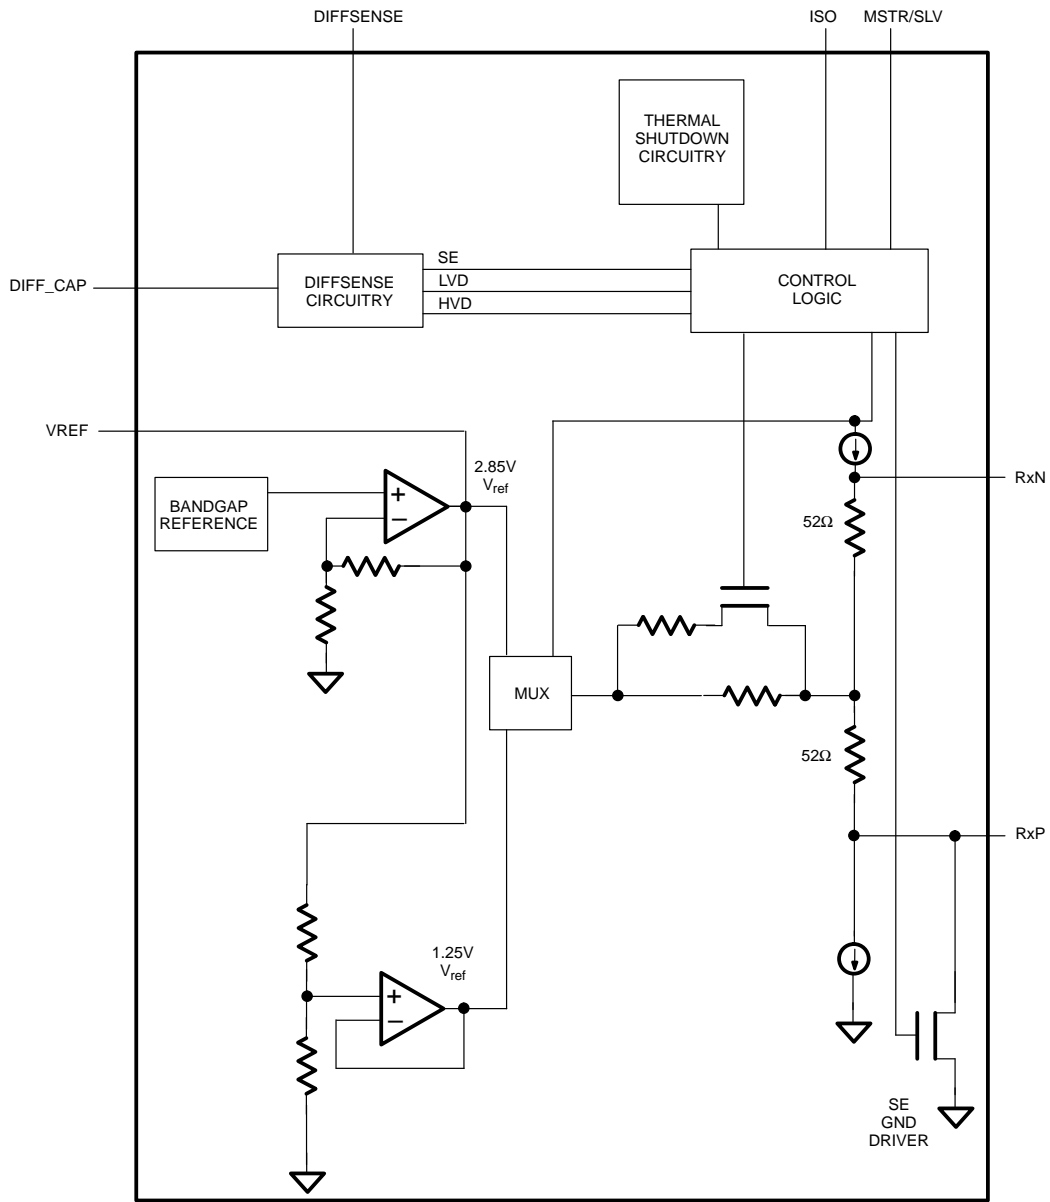 DIFFSENSE
ISO
MSTR/SLV
THERMAL
SHUTDOWN
CIRCUITRY
DIFF_CAP
DIFFSENSE
CIRCUITRY
SE
LVD
HVD
CONTROL
LOGIC
VREF
2.85V
Vref
BANDGAP
REFERENCE
+
−
RxN
52Ω
MUX
52Ω
RxP
1.25V
Vref
+
−
SE
GND
DRIVER